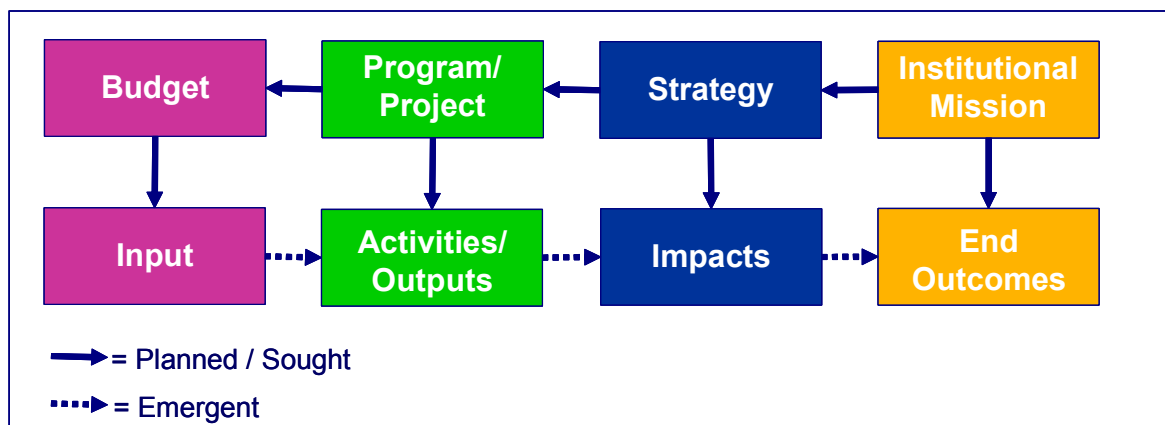 Budget
Program/
Project
Strategy
Institutional
Mission
Input
Activities/
Outputs
Impacts
End
Outcomes
= Planned / Sought
= Emergent